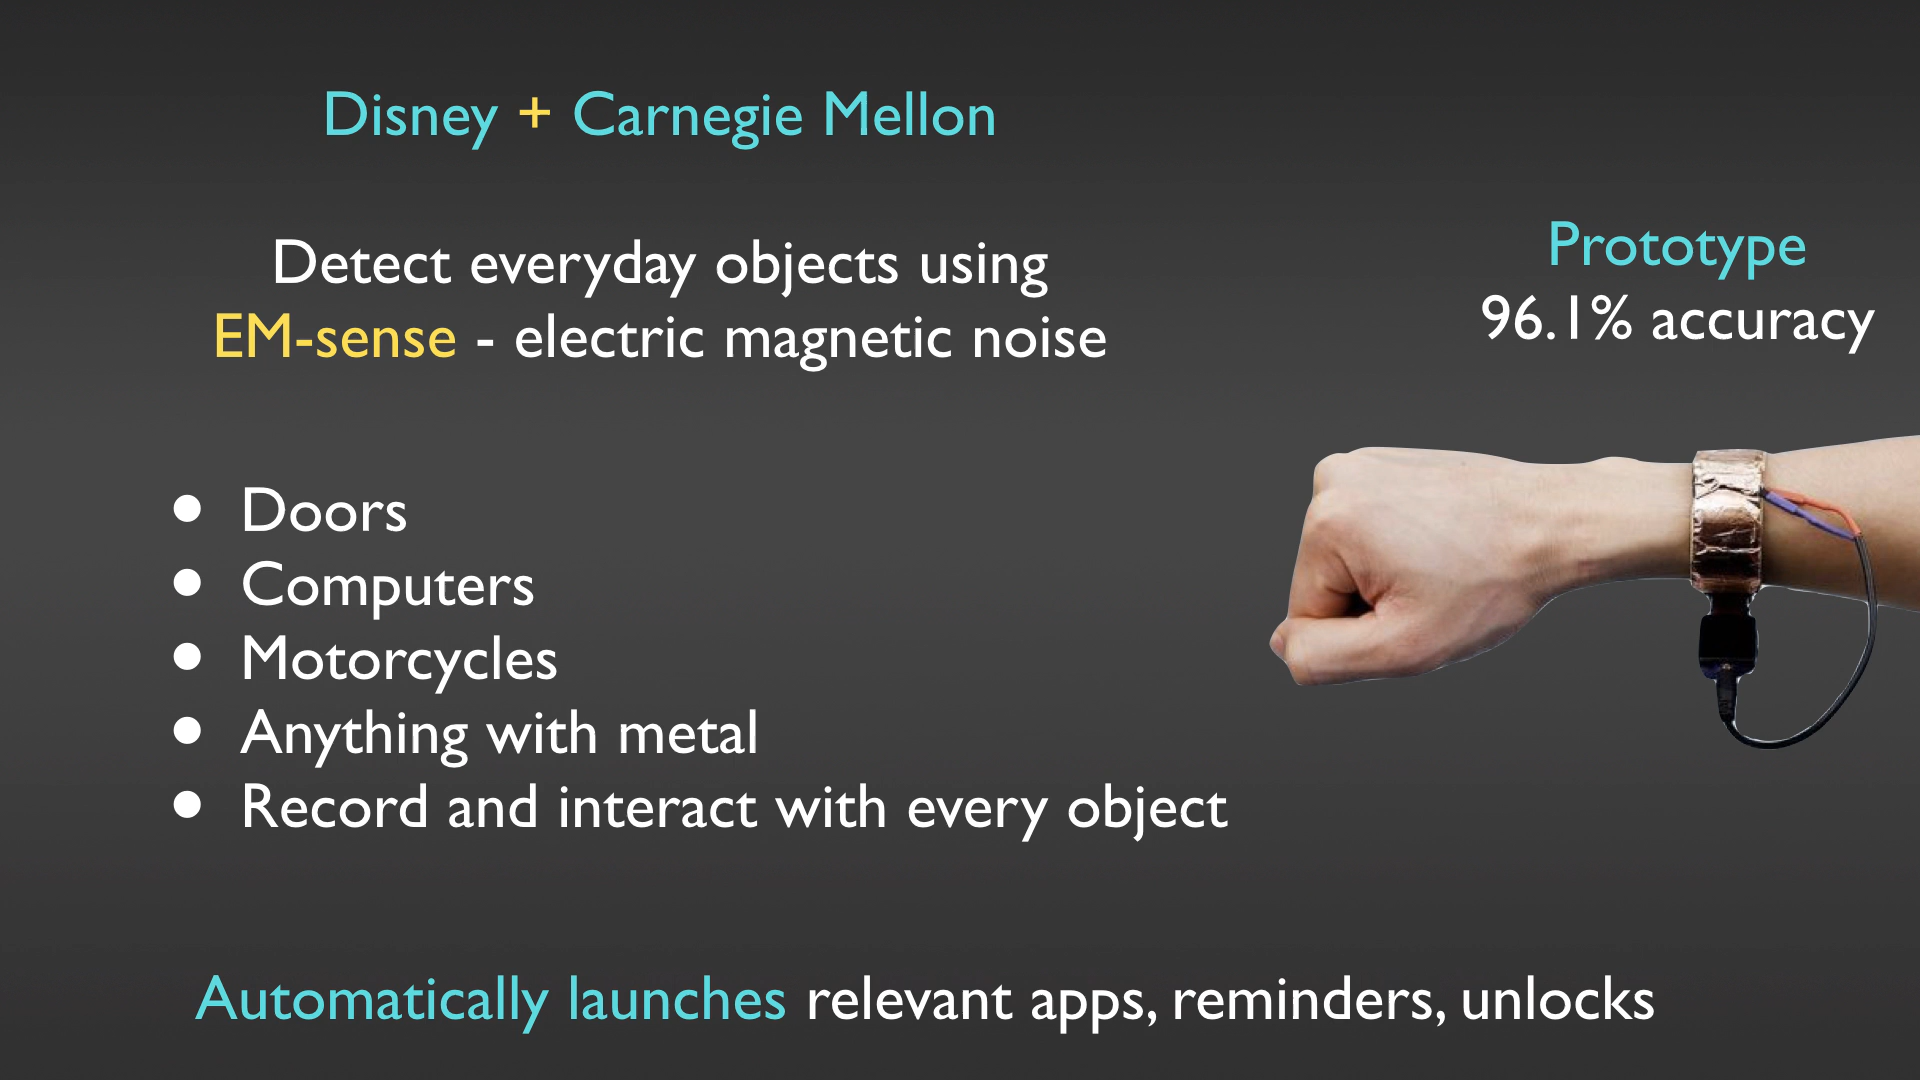 Disney + Carnegie Mellon
Detect everyday objects using
EM-sense - electric magnetic noise
Prototype
96.1% accuracy
● Doors
● Computers
● Motorcycles
● Anything with metal
● Record and interact with every object
Automatically launches relevant apps, reminders, unlocks